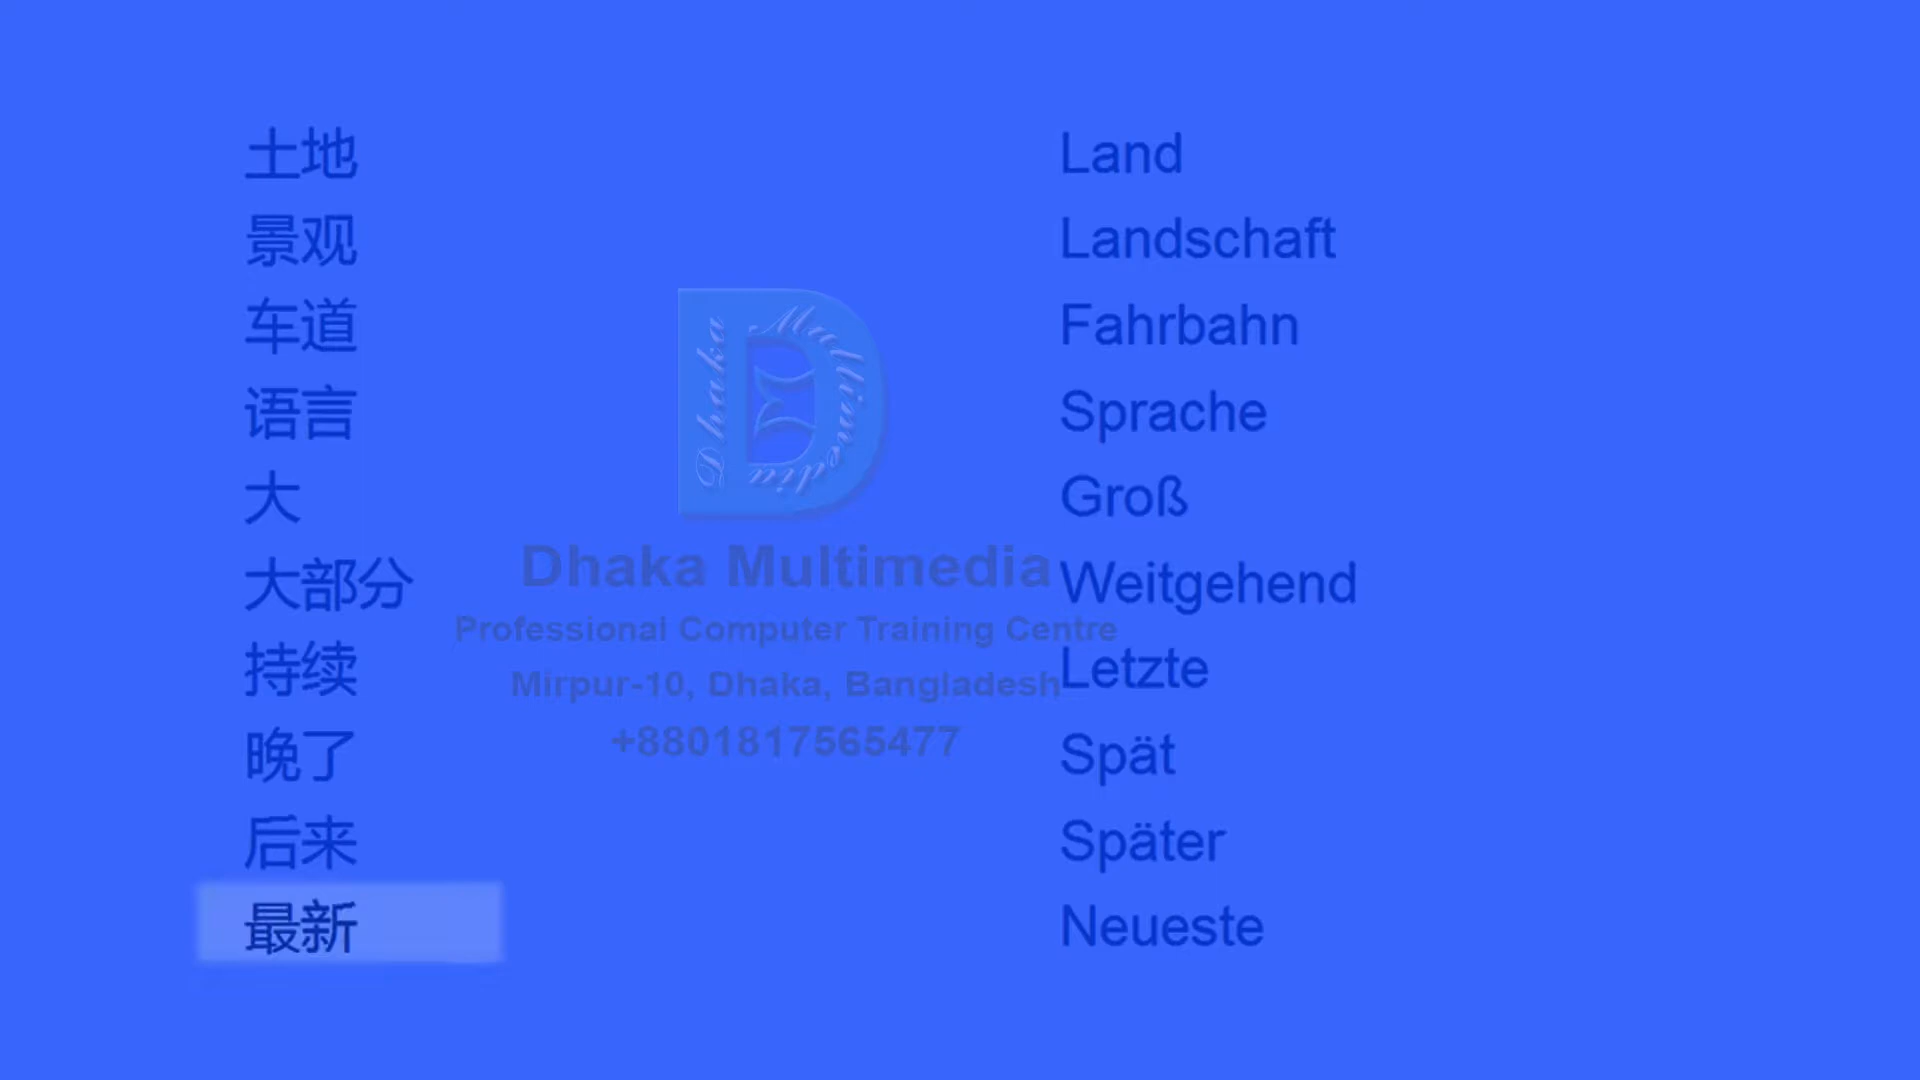 土地 Land
景观 Landschaft
车道 Fahrbahn
语言 Sprache
大 Groß
大部分 Weitgehend
持续 Letzte
晚了 Spät
后来 Später
最新 Neueste
Dhaka Multimedia
Dhaka Multimedia
Professional Computer Training Centre
Mirpur-10, Dhaka, Bangladesh
+8801817565477